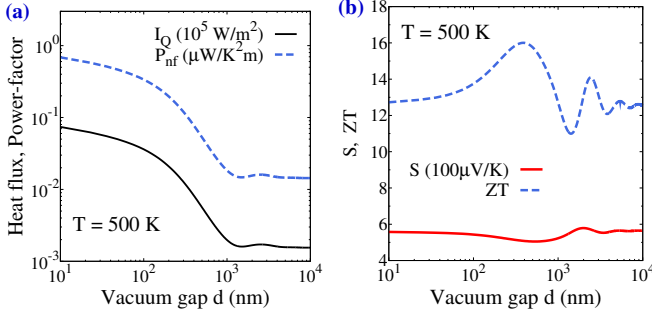 (a)
I_Q (10^5 W/m^2)
P_nf (μW/K^2m)
10^0
10^-1
10^-2
10^-3
Heat flux, Power-factor
T = 500 K
10^1 10^2 10^3 10^4
Vacuum gap d (nm)
(b)
T = 500 K
18
16
14
12
10
8
6
4
S, ZT
S (100μV/K)
ZT
10^1 10^2 10^3 10^4
Vacuum gap d (nm)